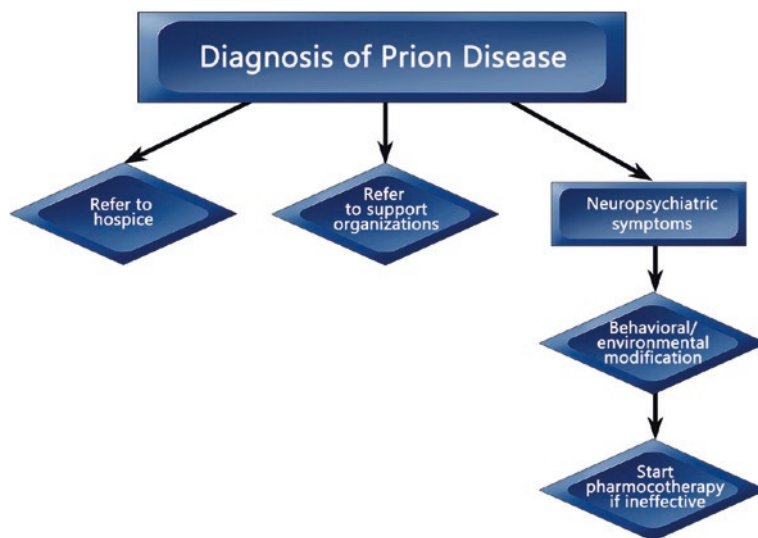 Diagnosis of Prion Disease
Refer to
hospice
Refer
to support
organizations
Neuropsychiatric
symptoms
Behavioral/
environmental
modification
Start
pharmocotherapy
if ineffective